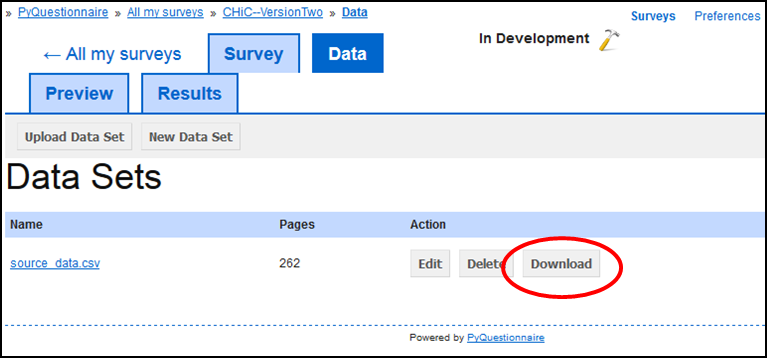 » PyQuestionnaire » All my surveys » CHiC--VersionTwo » Data
Surveys Preferences
In Development
← All my surveys Survey Data
Preview Results
Upload Data Set New Data Set
Data Sets
Name Pages Action
source_data.csv 262 Edit Delete Download
Powered by PyQuestionnaire